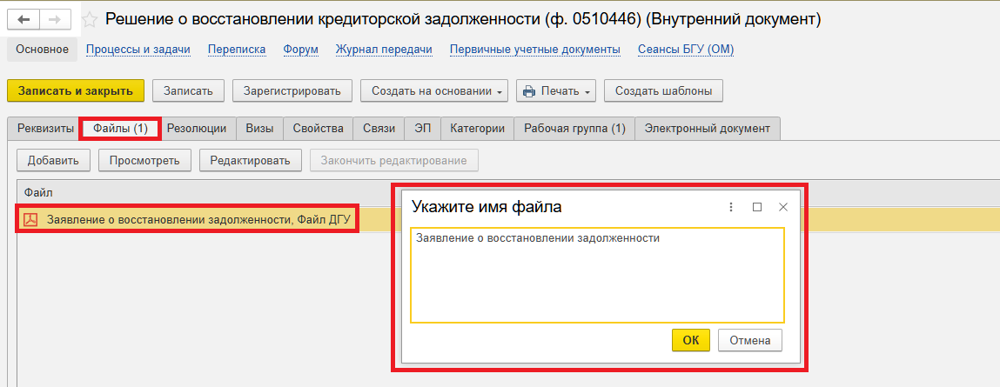 Решение о восстановлении кредиторской задолженности (ф. 0510446) (Внутренний документ)
Основное Процессы и задачи Переписка Форум Журнал передачи Первичные учетные документы Сеансы БГУ (ОМ)
Записать и закрыть Записать Зарегистрировать Создать на основании Печать Создать шаблоны
Реквизиты Файлы (1) Резолюции Визы Свойства Связи ЭП Категории Рабочая группа (1) Электронный документ
Добавить Просмотреть Редактировать Закончить редактирование
Файл
Заявление о восстановлении задолженности, Файл ДГУ
Укажите имя файла
Заявление о восстановлении задолженности
ОК Отмена